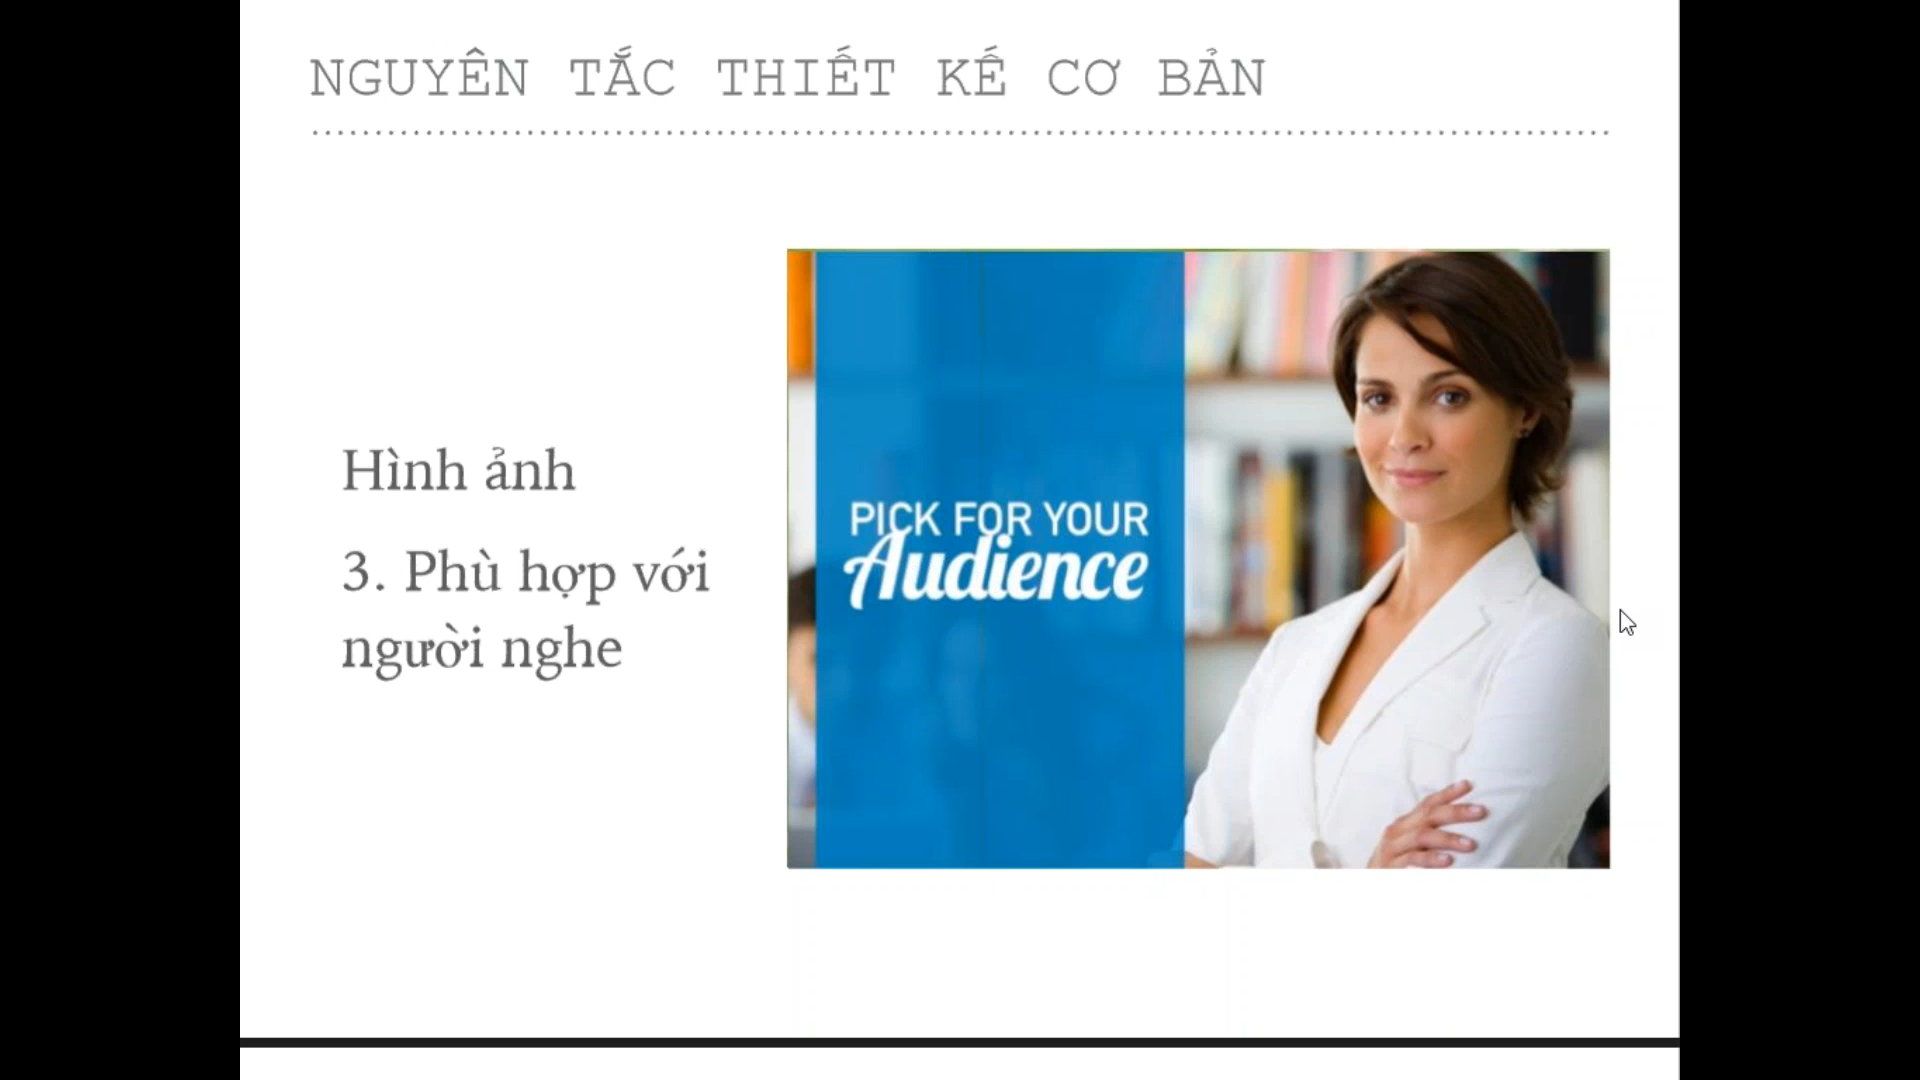 NGUYÊN TẮC THIẾT KẾ CƠ BẢN
Hình ảnh
3. Phù hợp với
người nghe
PICK FOR YOUR
Audience